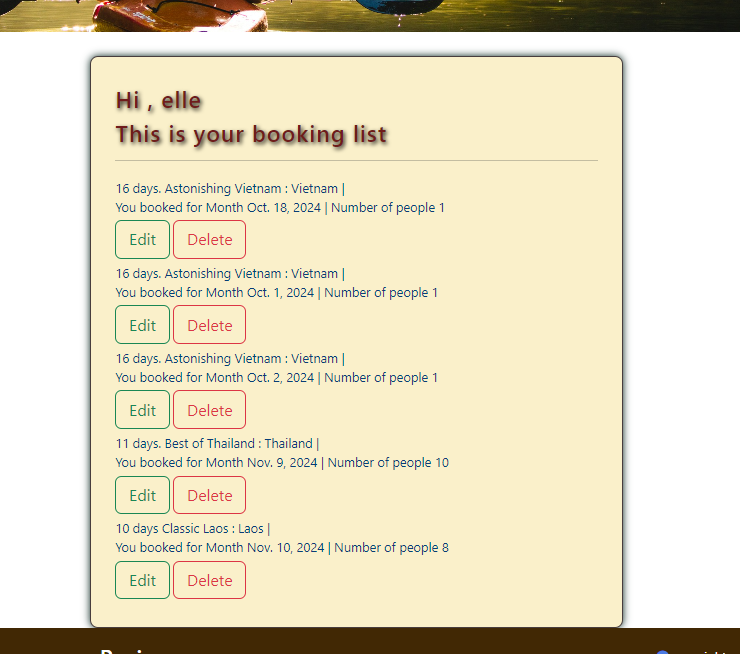 Hi , elle
This is your booking list
16 days. Astonishing Vietnam : Vietnam |
You booked for Month Oct. 18, 2024 | Number of people 1
Edit Delete
16 days. Astonishing Vietnam : Vietnam |
You booked for Month Oct. 1, 2024 | Number of people 1
Edit Delete
16 days. Astonishing Vietnam : Vietnam |
You booked for Month Oct. 2, 2024 | Number of people 1
Edit Delete
11 days. Best of Thailand : Thailand |
You booked for Month Nov. 9, 2024 | Number of people 10
Edit Delete
10 days Classic Laos : Laos |
You booked for Month Nov. 10, 2024 | Number of people 8
Edit Delete